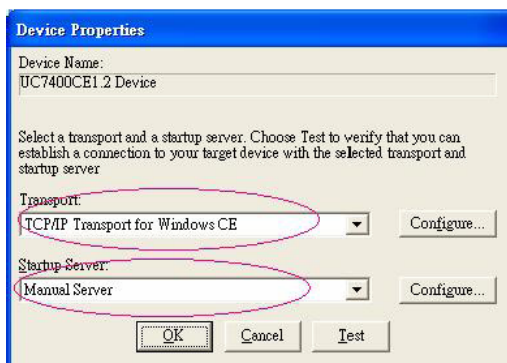 Device Properties
Device Name:
UC7400CE1.2 Device
Select a transport and a startup server. Choose Test to verify that you can
establish a connection to your target device with the selected transport and
startup server
Transport:
TCP/IP Transport for Windows CE
Configure...
Startup Server:
Manual Server
Configure...
OK Cancel Test